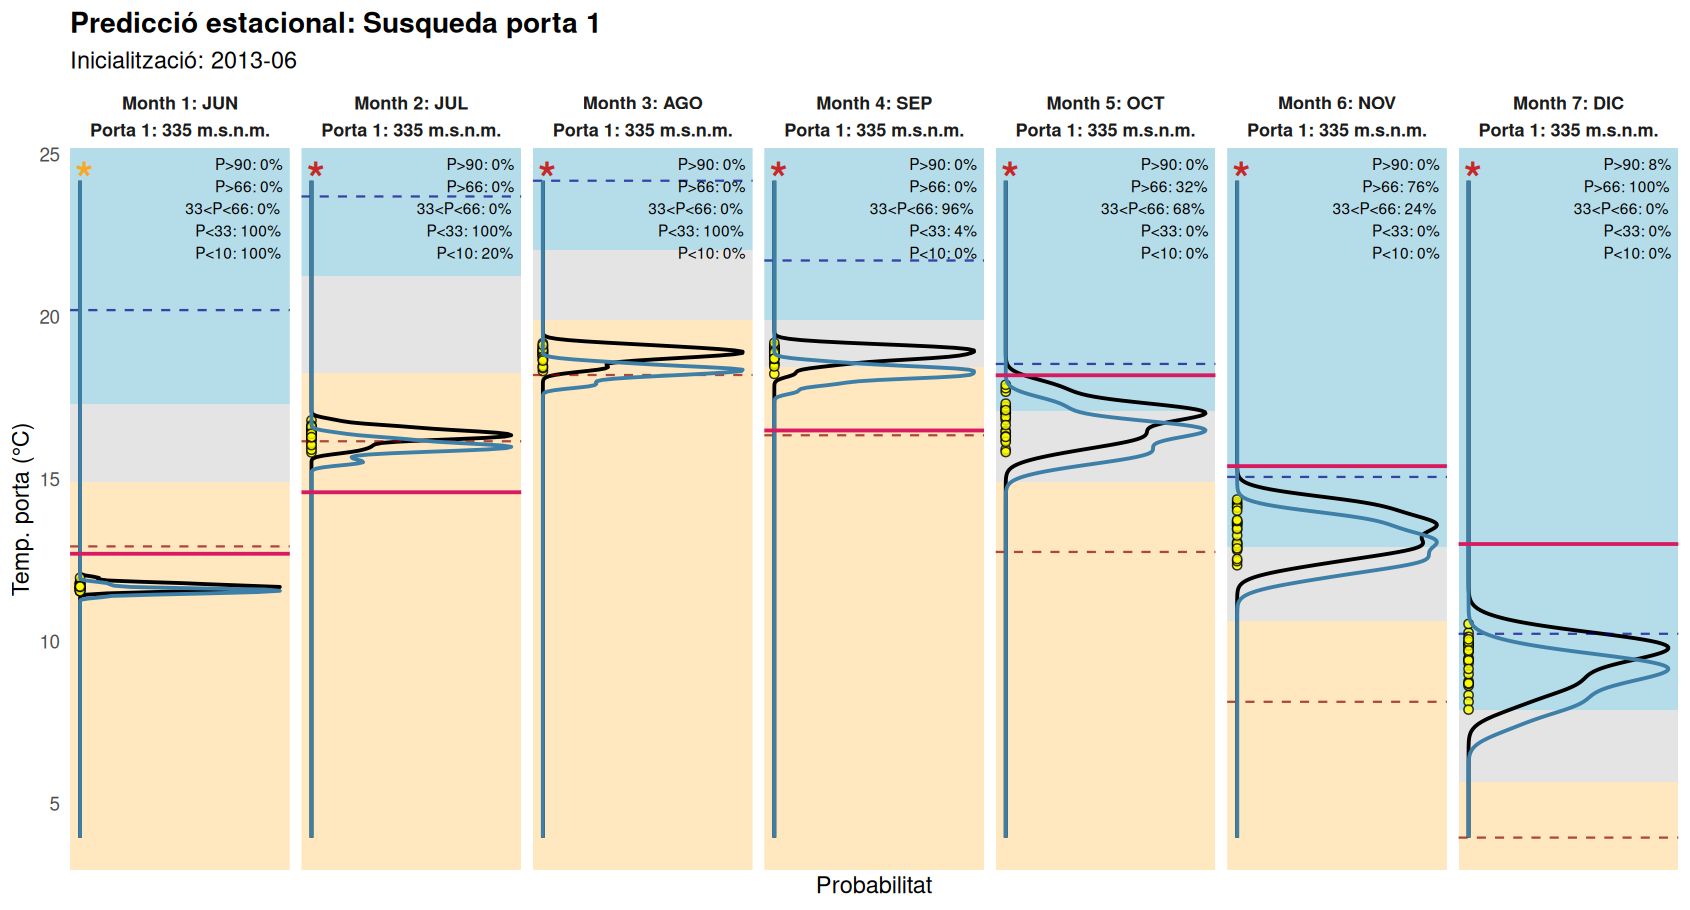 Predicció estacional: Susqueda porta 1
Inicialització: 2013-06
Month 1: JUN
Porta 1: 335 m.s.n.m.
Month 2: JUL
Porta 1: 335 m.s.n.m.
Month 3: AGO
Porta 1: 335 m.s.n.m.
Month 4: SEP
Porta 1: 335 m.s.n.m.
Month 5: OCT
Porta 1: 335 m.s.n.m.
Month 6: NOV
Porta 1: 335 m.s.n.m.
Month 7: DIC
Porta 1: 335 m.s.n.m.
Temp. porta (°C)
25
20
15
10
5
*
P>90: 0%
P>66: 0%
33<P<66: 0%
P<33: 100%
P<10: 100%
*
P>90: 0%
P>66: 0%
33<P<66: 0%
P<33: 100%
P<10: 20%
*
P>90: 0%
P>66: 0%
33<P<66: 0%
P<33: 100%
P<10: 0%
*
P>90: 0%
P>66: 0%
33<P<66: 96%
P<33: 4%
P<10: 0%
*
P>90: 0%
P>66: 32%
33<P<66: 68%
P<33: 0%
P<10: 0%
*
P>90: 0%
P>66: 76%
33<P<66: 24%
P<33: 0%
P<10: 0%
*
P>90: 8%
P>66: 100%
33<P<66: 0%
P<33: 0%
P<10: 0%
Probabilitat